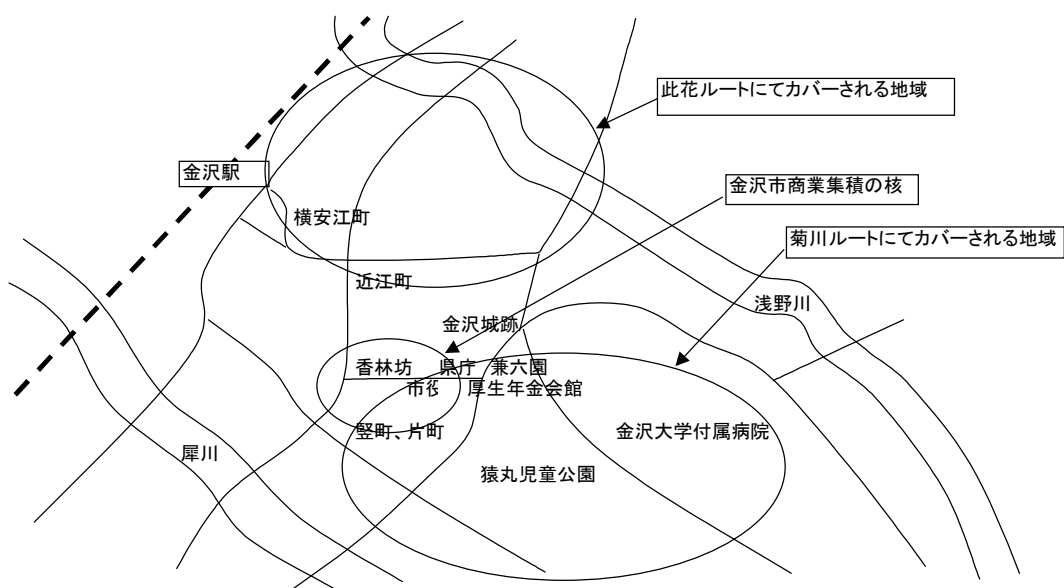 此花ルートにてカバーされる地域
金沢駅
金沢市商業集積の核
横安江町
菊川ルートにてカバーされる地域
近江町
浅野川
金沢城跡
香林坊 県庁 兼六園
市役 厚生年金会館
竪町、片町
金沢大学付属病院
犀川
猿丸児童公園